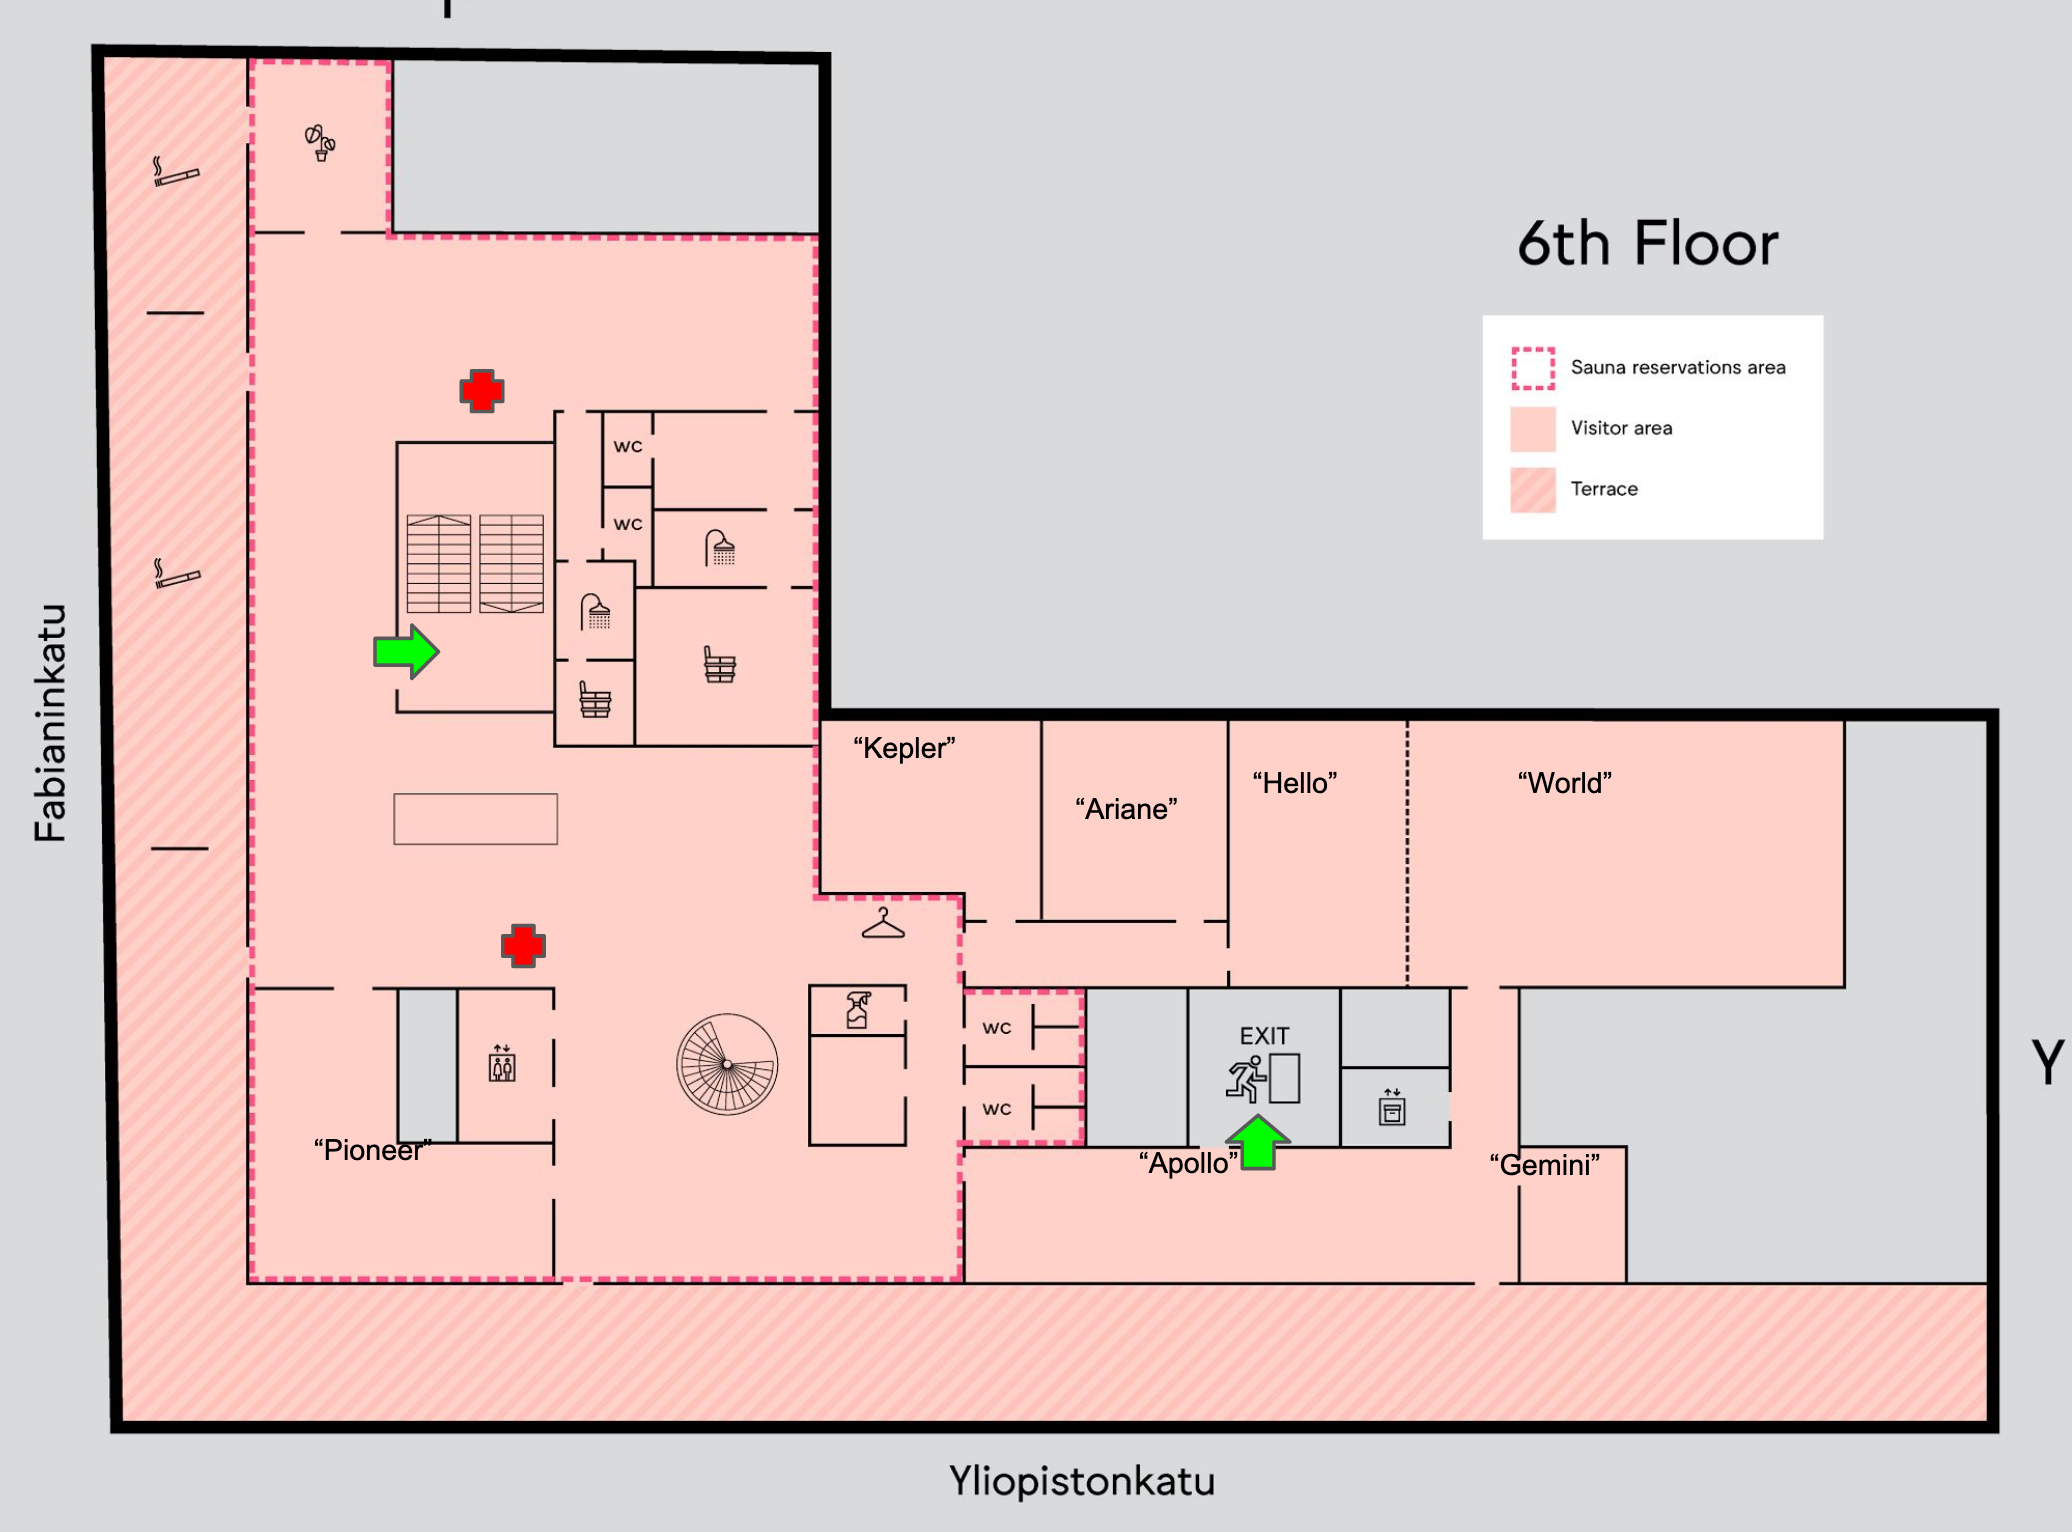 6th Floor
Sauna reservations area
Visitor area
Terrace
WC
WC
Fabianinkatu
“Kepler”
“Ariane”
“Hello”
“World”
WC
WC
EXIT
“Pioneer”
“Apollo”
“Gemini”
Y
Yliopistonkatu